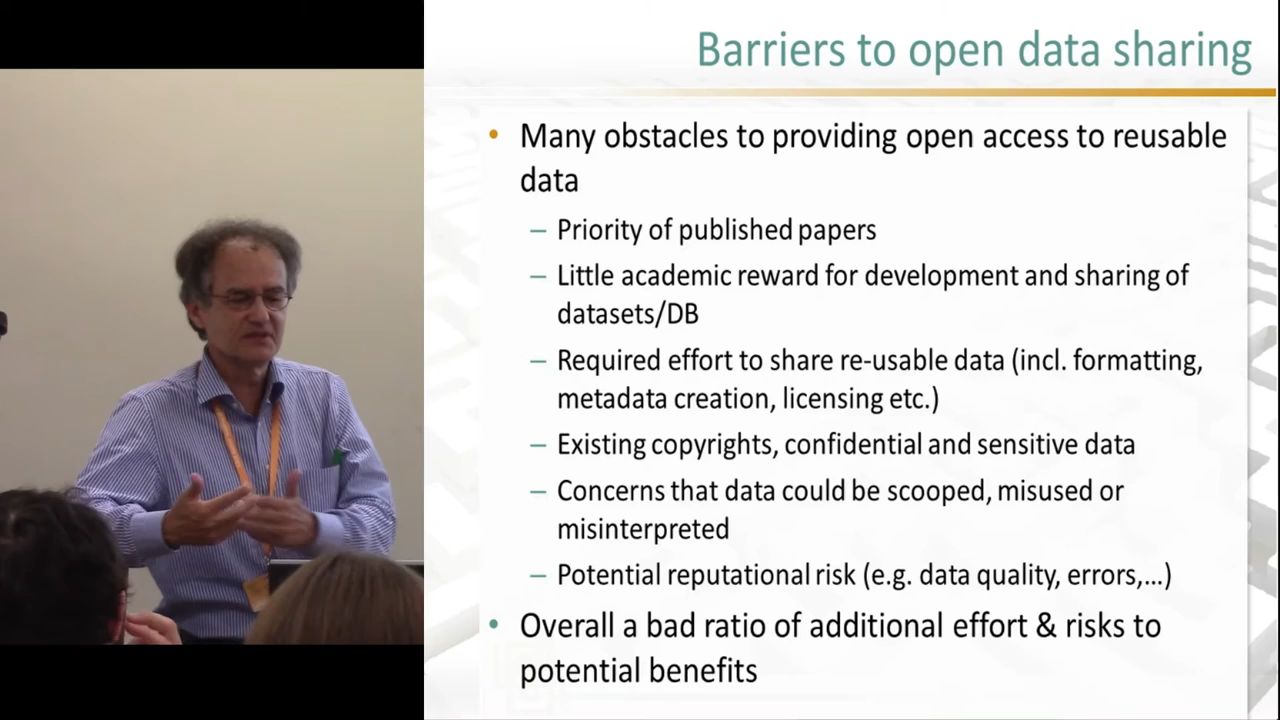 Barriers to open data sharing
• Many obstacles to providing open access to reusable
data
– Priority of published papers
– Little academic reward for development and sharing of
datasets/DB
– Required effort to share re-usable data (incl. formatting,
metadata creation, licensing etc.)
– Existing copyrights, confidential and sensitive data
– Concerns that data could be scooped, misused or
misinterpreted
– Potential reputational risk (e.g. data quality, errors,...)
• Overall a bad ratio of additional effort & risks to
potential benefits